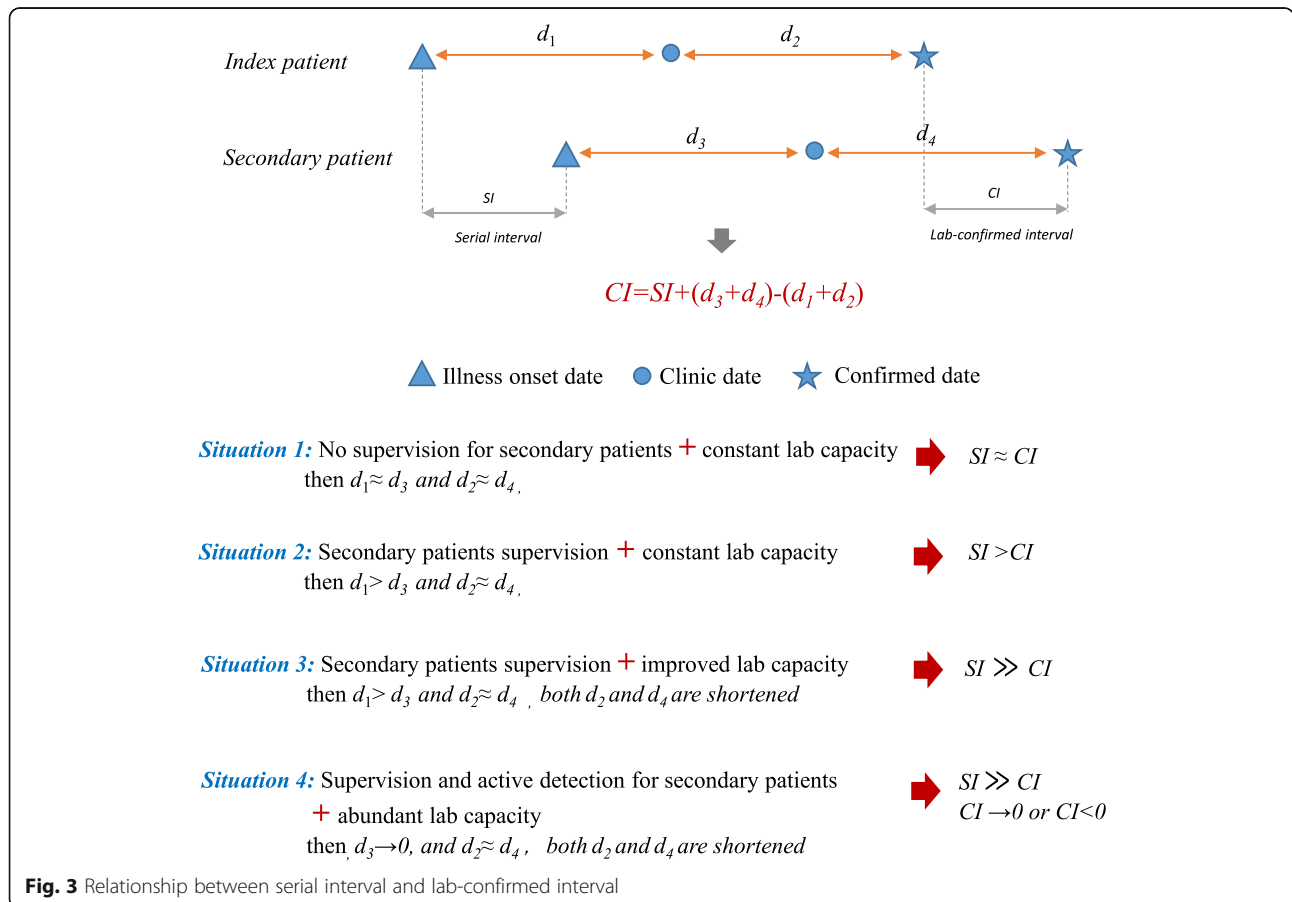 d1 d2
Index patient
d3 d4
Secondary patient
SI CI
Serial interval Lab-confirmed interval
CI=SI+(d3+d4)-(d1+d2)
Illness onset date Clinic date Confirmed date
Situation 1: No supervision for secondary patients + constant lab capacity
then d1≈ d3 and d2≈ d4 ,
SI ≈ CI
Situation 2: Secondary patients supervision + constant lab capacity
then d1> d3 and d2≈ d4 ,
SI >CI
Situation 3: Secondary patients supervision + improved lab capacity
then d1> d3 and d2≈ d4 , both d2 and d4 are shortened
SI ≫ CI
Situation 4: Supervision and active detection for secondary patients
+ abundant lab capacity
then, d3→0, and d2≈ d4 , both d2 and d4 are shortened
SI ≫ CI
CI →0 or CI<0
Fig. 3 Relationship between serial interval and lab-confirmed interval